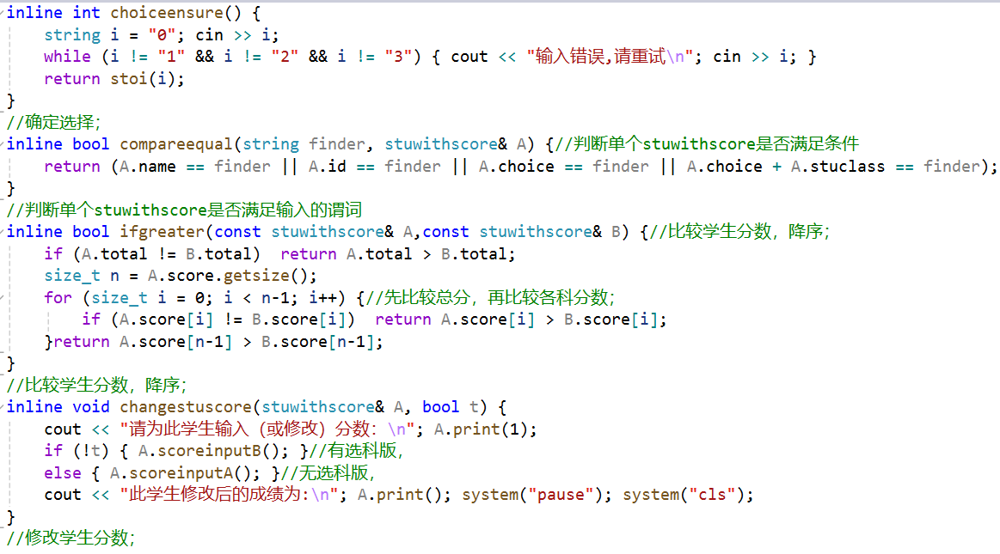 inline int choiceensure() {
    string i = "0"; cin >> i;
    while (i != "1" && i != "2" && i != "3") { cout << "输入错误,请重试\n"; cin >> i; }
    return stoi(i);
}
//确定选择;
inline bool compareequal(string finder, stuwithscore& A) {//判断单个stuwithscore是否满足条件
    return (A.name == finder || A.id == finder || A.choice == finder || A.choice + A.stuclass == finder);
}
//判断单个stuwithscore是否满足输入的谓词
inline bool ifgreater(const stuwithscore& A,const stuwithscore& B) {//比较学生分数，降序;
    if (A.total != B.total)  return A.total > B.total;
    size_t n = A.score.getsize();
    for (size_t i = 0; i < n-1; i++) {//先比较总分，再比较各科分数;
        if (A.score[i] != B.score[i])  return A.score[i] > B.score[i];
    }return A.score[n-1] > B.score[n-1];
}
//比较学生分数，降序;
inline void changestuscore(stuwithscore& A, bool t) {
    cout << "请为此学生输入（或修改）分数：\n"; A.print(1);
    if (!t) { A.scoreinputB(); }//有选科版，
    else { A.scoreinputA(); }//无选科版，
    cout << "此学生修改后的成绩为:\n"; A.print(); system("pause"); system("cls");
}
//修改学生分数;